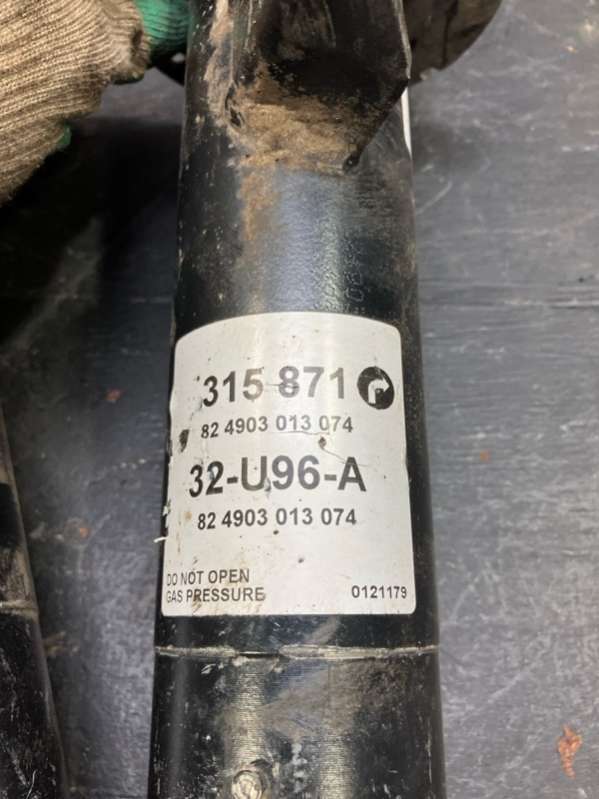 315 871
82 4903 013 074
32-U96-A
82 4903 013 074
DO NOT OPEN
GAS PRESSURE
0121179